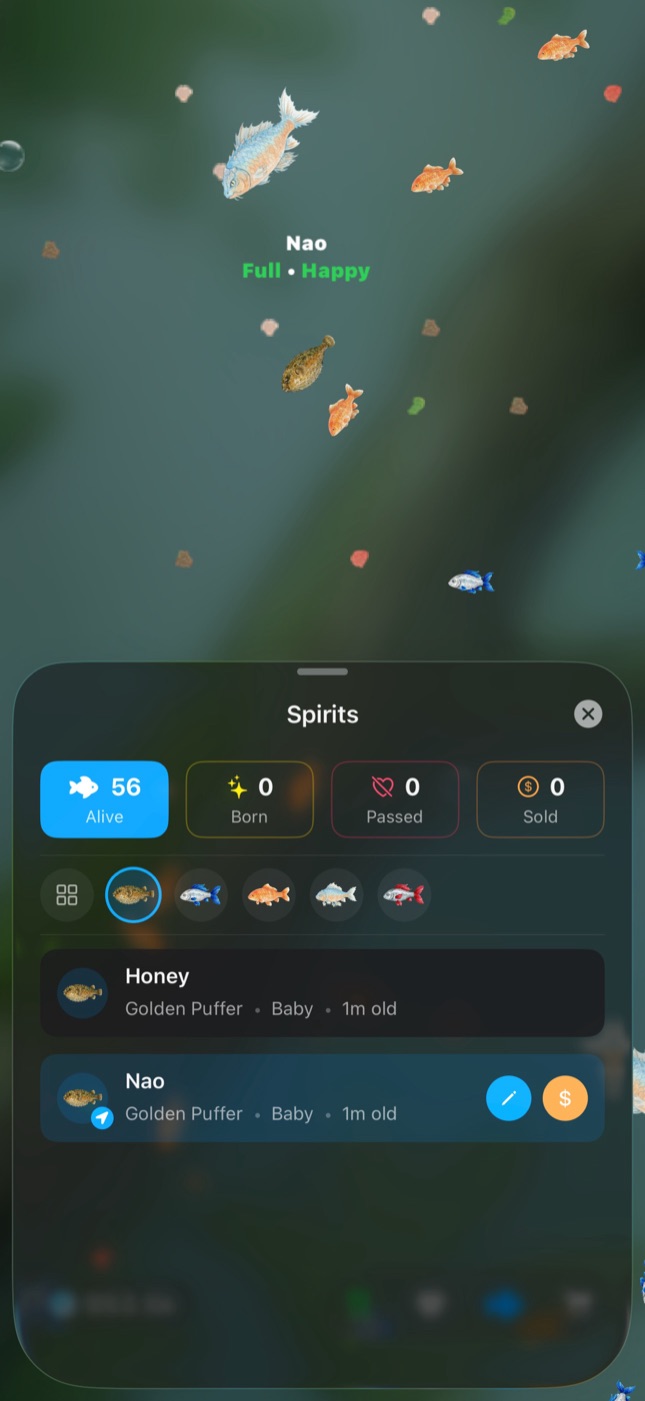 Nao
Full • Happy
Spirits
56
Alive
0
Born
0
Passed
$ 0
Sold
Honey
Golden Puffer • Baby • 1m old
Nao
Golden Puffer • Baby • 1m old
$